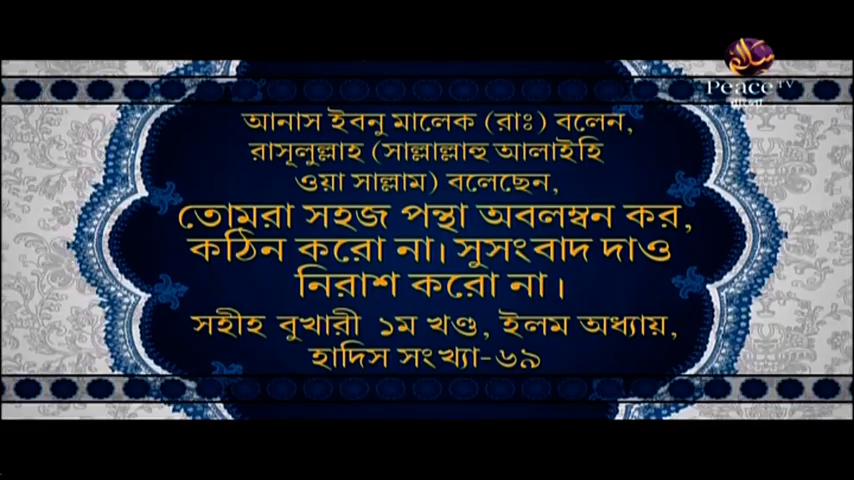 سلام
Peace TV
বাংলা
আনাস ইবনু মালেক (রাঃ) বলেন,
রাসূলুল্লাহ (সাল্লাল্লাহু আলাইহি
ওয়া সাল্লাম) বলেছেন,
তোমরা সহজ পন্থা অবলম্বন কর,
কঠিন করো না। সুসংবাদ দাও
নিরাশ করো না।
সহীহ বুখারী ১ম খণ্ড, ইলম অধ্যায়,
হাদিস সংখ্যা-৬৯